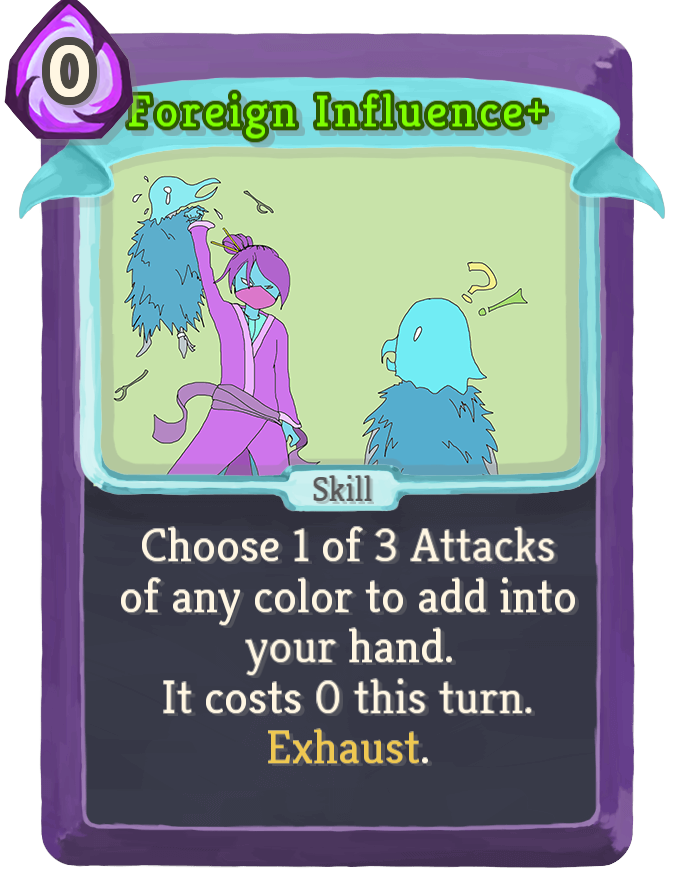 0
Foreign Influence+
?
!
Skill
Choose 1 of 3 Attacks
of any color to add into
your hand.
It costs 0 this turn.
Exhaust.